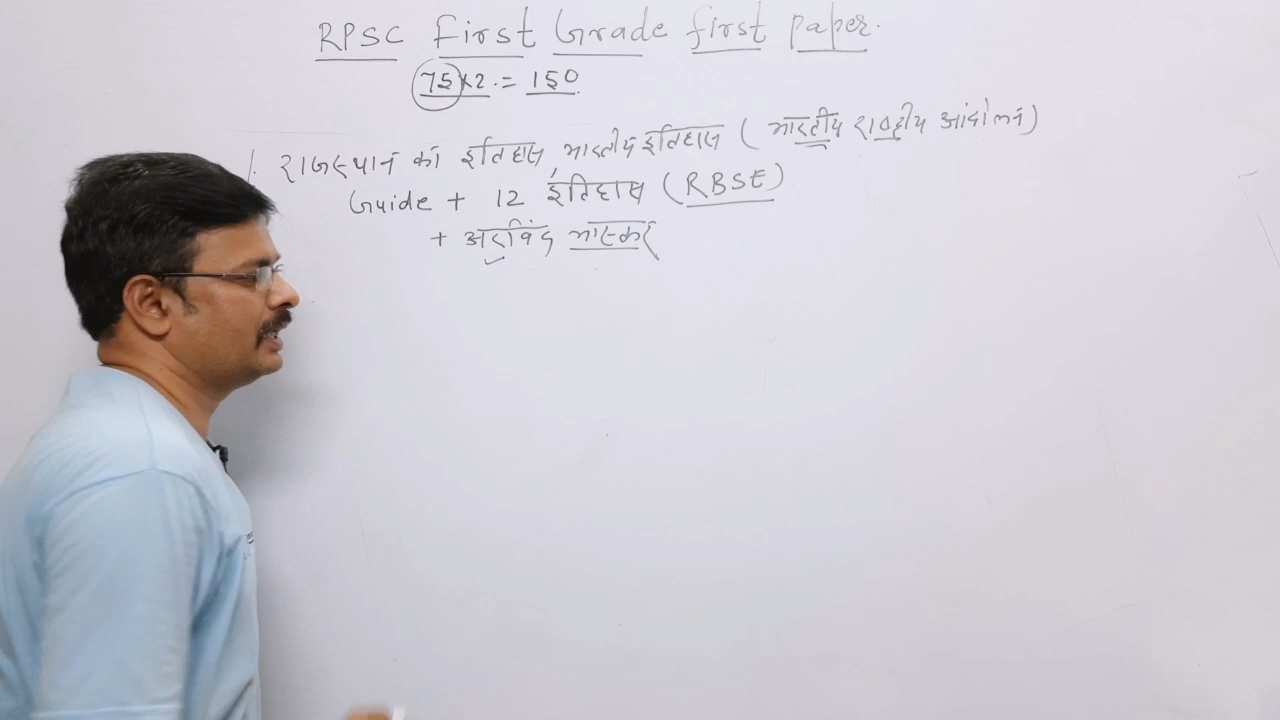 RPSC First Grade first paper.
75×2.=150.
1. राजस्थान का इतिहास, भारतीय इतिहास (भारतीय राष्ट्रीय आंदोलन)
Guide + 12 इतिहास (RBSE)
+ अरविंद भास्कर